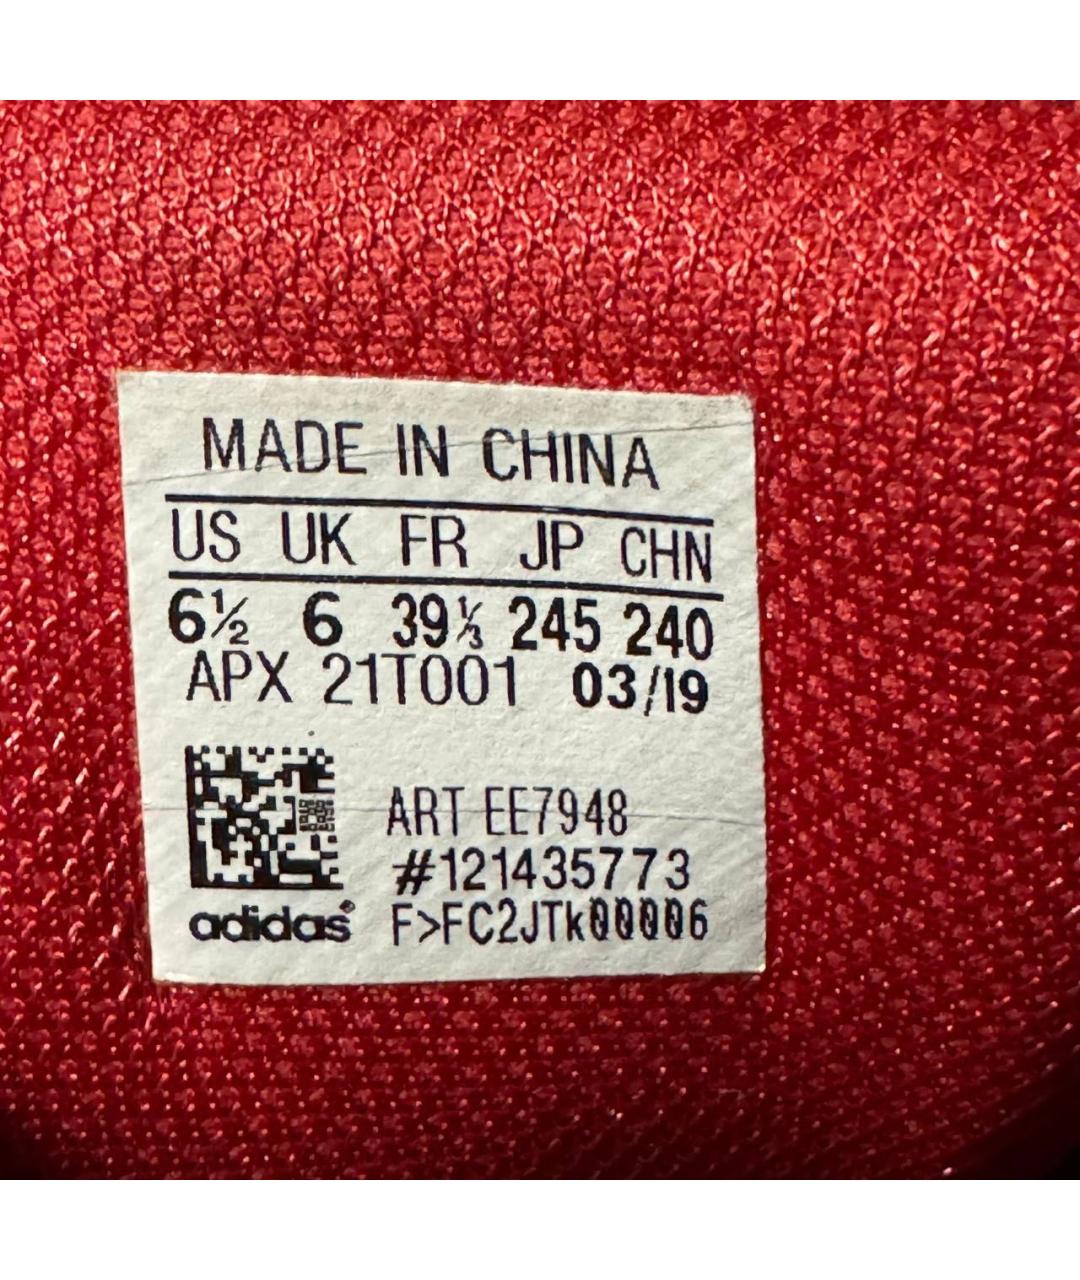 MADE IN CHINA
US UK FR JP CHN
6½ 6 39⅓ 245 240
APX 21T001 03/19
ART EE7948
#121435773
adidas® F>FC2JTk00006